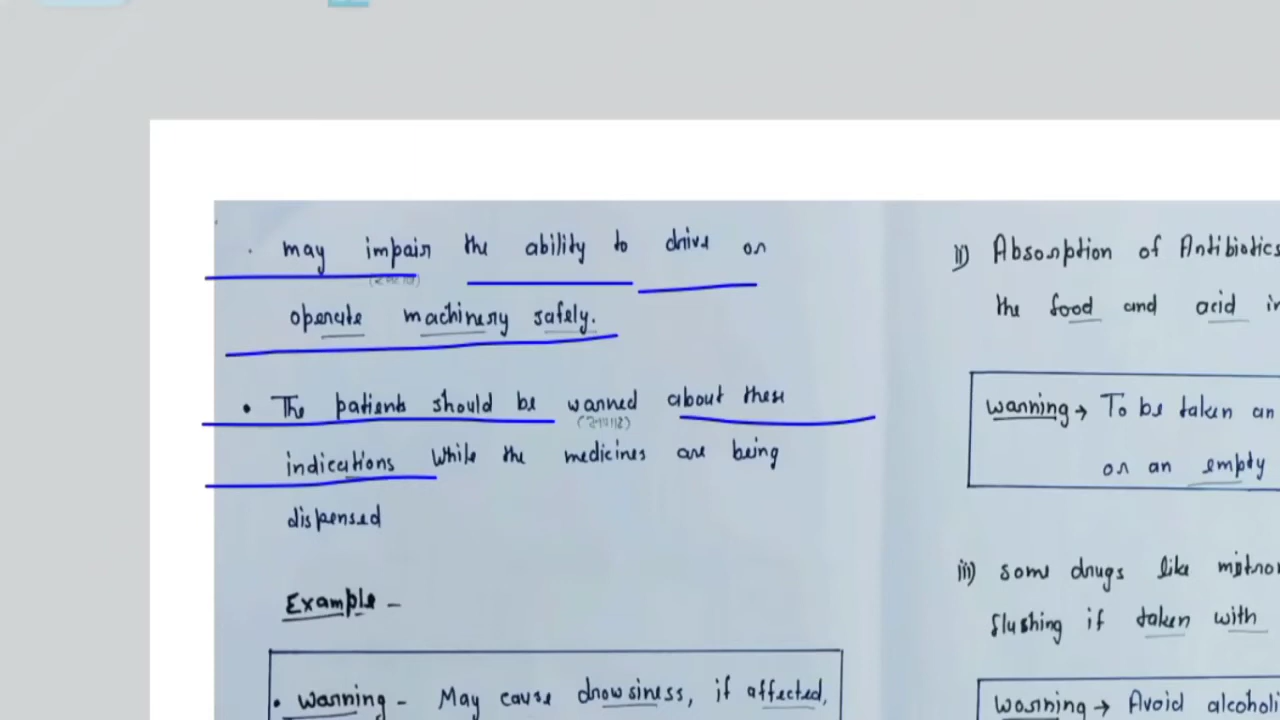 may impair the ability to drive or
operate machinery safely.
• The patients should be warned about these
indications while the medicines are being
dispensed
Example -
• Warning - May cause drowsiness, if affected,
ii) Absorption of Antibiotics
the food and acid
Warning → To be taken an
or an empty
iii) some drugs like
flushing if taken with
Warning → Avoid